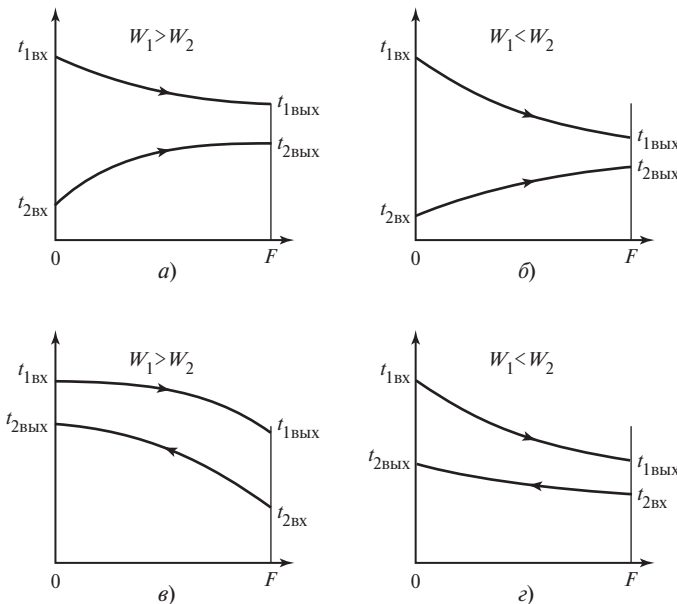 W₁ > W₂
t₁вх
t₁вых
t₂вых
t₂вх
0
F
а)
W₁ < W₂
t₁вх
t₁вых
t₂вых
t₂вх
0
F
б)
W₁ > W₂
t₁вх
t₂вых
t₁вых
t₂вх
0
F
в)
W₁ < W₂
t₁вх
t₂вых
t₁вых
t₂вх
0
F
г)